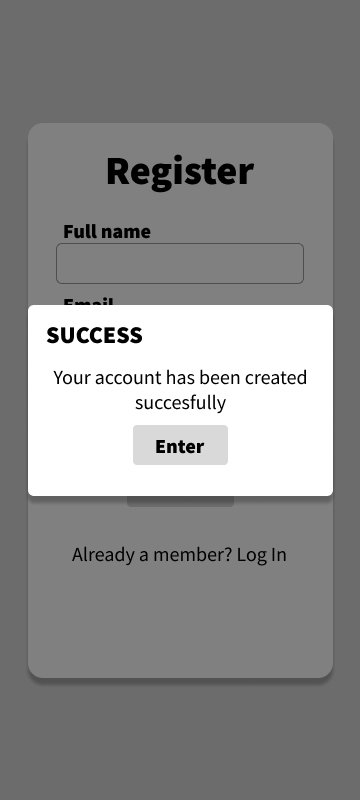 Register
Full name
Email
SUCCESS
Your account has been created
succesfully
Enter
Already a member? Log In